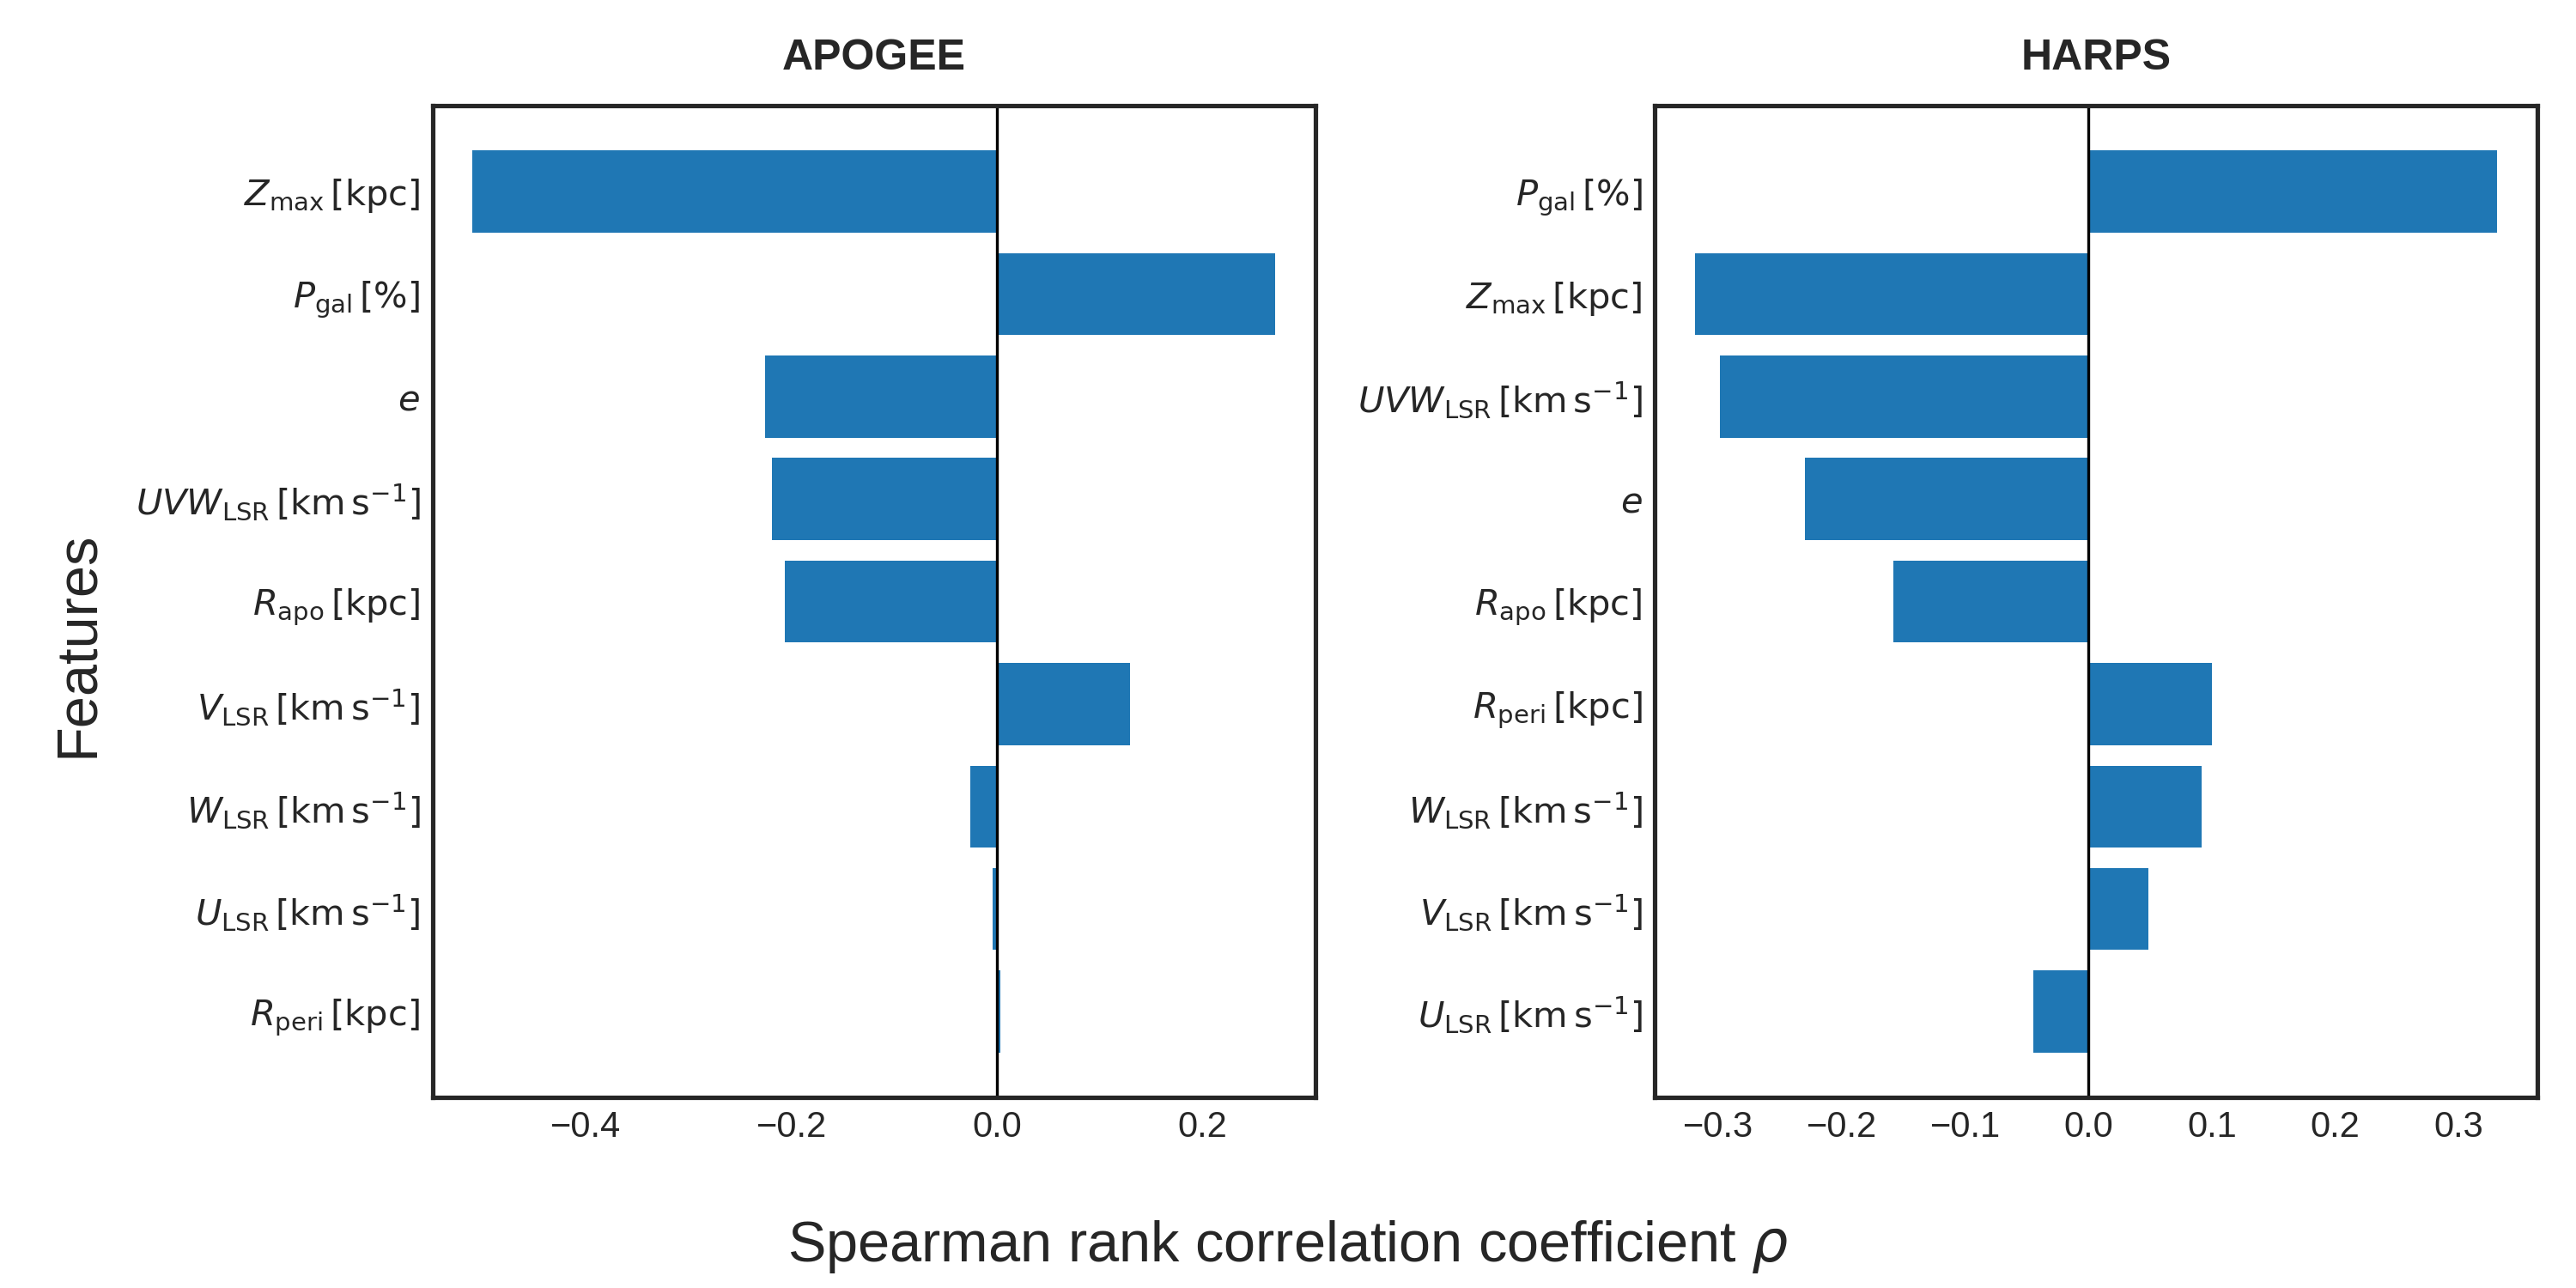 APOGEE
Z_max [kpc]
P_gal [%]
e
UVW_LSR [km s⁻¹]
R_apo [kpc]
V_LSR [km s⁻¹]
W_LSR [km s⁻¹]
U_LSR [km s⁻¹]
R_peri [kpc]
−0.4 −0.2 0.0 0.2
HARPS
P_gal [%]
Z_max [kpc]
UVW_LSR [km s⁻¹]
e
R_apo [kpc]
R_peri [kpc]
W_LSR [km s⁻¹]
V_LSR [km s⁻¹]
U_LSR [km s⁻¹]
−0.3 −0.2 −0.1 0.0 0.1 0.2 0.3
Features
Spearman rank correlation coefficient ρ